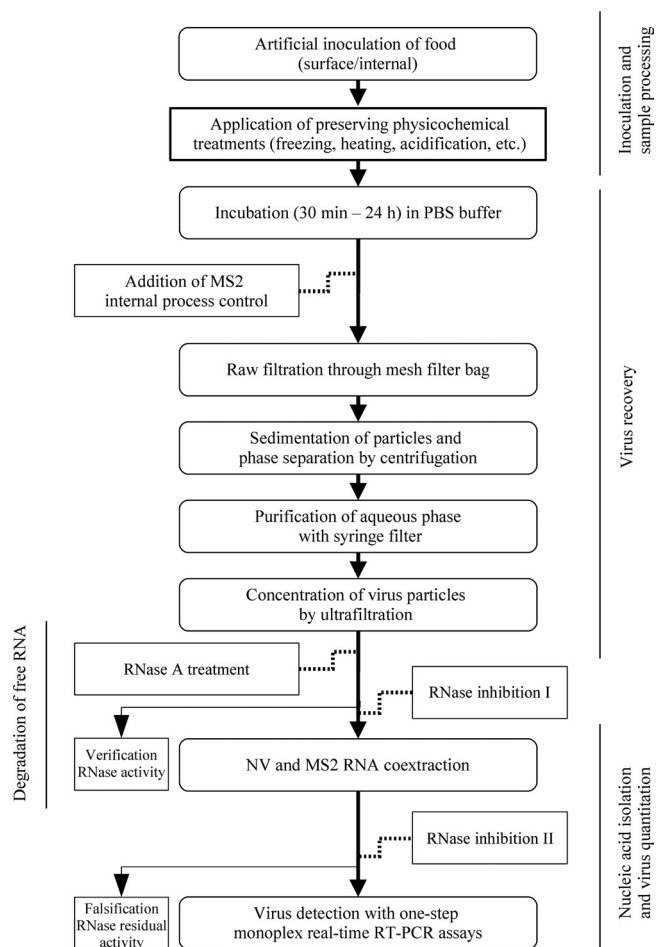 Artificial inoculation of food
(surface/internal)
Application of preserving physicochemical
treatments (freezing, heating, acidification, etc.)
Inoculation and
sample processing
Incubation (30 min – 24 h) in PBS buffer
Addition of MS2
internal process control
Raw filtration through mesh filter bag
Sedimentation of particles and
phase separation by centrifugation
Purification of aqueous phase
with syringe filter
Concentration of virus particles
by ultrafiltration
Virus recovery
RNase A treatment
RNase inhibition I
Verification
RNase activity
Degradation of free RNA
NV and MS2 RNA coextraction
RNase inhibition II
Falsification
RNase residual
activity
Virus detection with one-step
monoplex real-time RT-PCR assays
Nucleic acid isolation
and virus quantitation